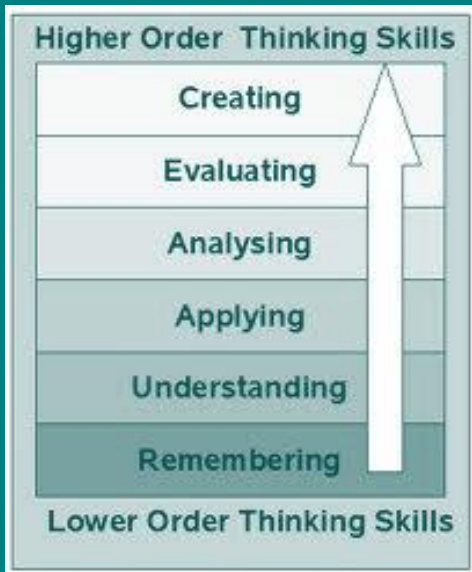 Higher Order Thinking Skills
Creating
Evaluating
Analysing
Applying
Understanding
Remembering
Lower Order Thinking Skills